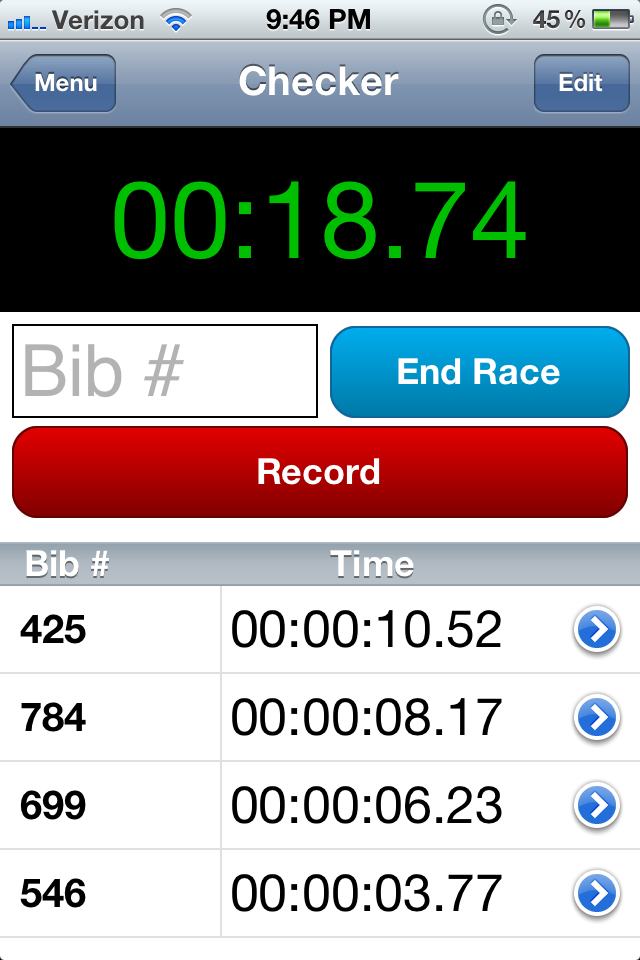 Verizon 9:46 PM 45%
Menu Checker Edit
00:18.74
Bib # End Race
Record
Bib # Time
425 00:00:10.52
784 00:00:08.17
699 00:00:06.23
546 00:00:03.77